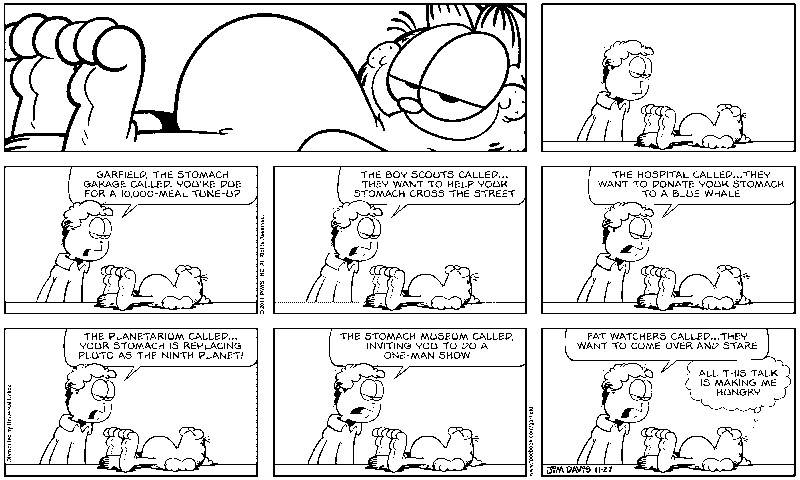 GARFIELD, THE STOMACH
GARAGE CALLED. YOU'RE DUE
FOR A 10,000-MEAL TUNE-UP
THE BOY SCOUTS CALLED...
THEY WANT TO HELP YOUR
STOMACH CROSS THE STREET
THE HOSPITAL CALLED...THEY
WANT TO DONATE YOUR STOMACH
TO A BLUE WHALE
THE PLANETARIUM CALLED...
YOUR STOMACH IS REPLACING
PLUTO AS THE NINTH PLANET!
THE STOMACH MUSEUM CALLED,
INVITING YOU TO DO A
ONE-MAN SHOW
FAT WATCHERS CALLED...THEY
WANT TO COME OVER AND STARE
ALL THIS TALK
IS MAKING ME
HUNGRY
JIM DAVIS 11-27